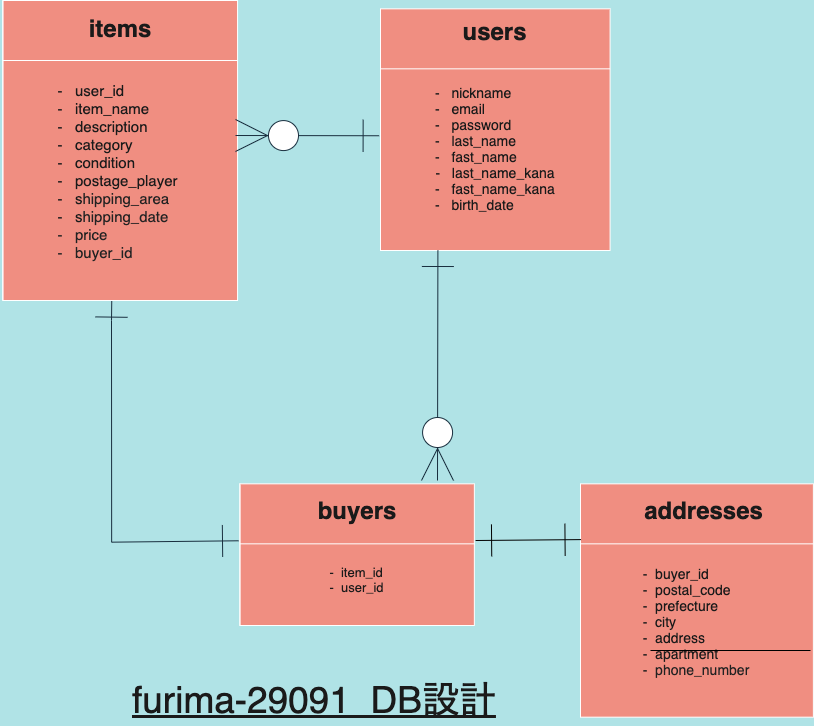 items
- user_id
- item_name
- description
- category
- condition
- postage_player
- shipping_area
- shipping_date
- price
- buyer_id
users
- nickname
- email
- password
- last_name
- fast_name
- last_name_kana
- fast_name_kana
- birth_date
buyers
- item_id
- user_id
addresses
- buyer_id
- postal_code
- prefecture
- city
- address
- apartment
- phone_number
furima-29091 DB設計